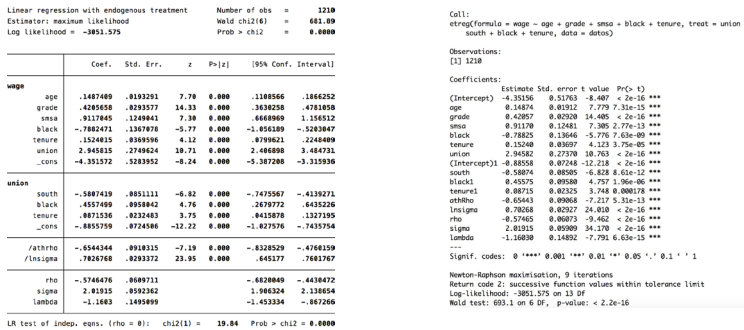 Linear regression with endogenous treatment Number of obs = 1210
Estimator: maximum likelihood Wald chi2(6) = 681.89
Log likelihood = -3051.575 Prob > chi2 = 0.0000
Coef. Std. Err. z P>|z| [95% Conf. Interval]
wage
age .1487409 .0193291 7.70 0.000 .1108566 .1866252
grade .4205658 .0293577 14.33 0.000 .3630258 .4781058
smsa .9117045 .1249041 7.30 0.000 .6668969 1.156512
black -.7882471 .1367078 -5.77 0.000 -1.056189 -.5203047
tenure .1524015 .0369596 4.12 0.000 .0799621 .2248409
union 2.945815 .2749624 10.71 0.000 2.406898 3.484731
_cons -4.351572 .5283952 -8.24 0.000 -5.387208 -3.315936
union
south -.5807419 .0851111 -6.82 0.000 -.7475567 -.4139271
black .4557499 .0958042 4.76 0.000 .2679772 .6435226
tenure .0871536 .0232483 3.75 0.000 .0415878 .1327195
_cons -.8855759 .0724506 -12.22 0.000 -1.027576 -.7435754
/athrho -.6544344 .0910315 -7.19 0.000 -.8328529 -.4760159
/lnsigma .7026768 .0293372 23.95 0.000 .645177 .7601767
rho -.5746476 .0609711 -.6820049 -.4430472
sigma 2.01915 .0592362 1.906324 2.138654
lambda -1.1603 .1495099 -1.453334 -.867266
LR test of indep. eqns. (rho = 0): chi2(1) = 19.84 Prob > chi2 = 0.0000
Call:
etreg(formula = wage ~ age + grade + smsa + black + tenure, treat = union ~
south + black + tenure, data = datos)
Observations:
[1] 1210
Coefficients:
Estimate Std. error t value Pr(> t)
(Intercept) -4.35156 0.51763 -8.407 < 2e-16 ***
age 0.14874 0.01912 7.779 7.31e-15 ***
grade 0.42057 0.02920 14.405 < 2e-16 ***
smsa 0.91170 0.12481 7.305 2.77e-13 ***
black -0.78825 0.13646 -5.776 7.63e-09 ***
tenure 0.15240 0.03697 4.123 3.75e-05 ***
union 2.94582 0.27370 10.763 < 2e-16 ***
(Intercept)1 -0.88558 0.07248 -12.218 < 2e-16 ***
south -0.58074 0.08505 -6.828 8.61e-12 ***
black1 0.45575 0.09580 4.757 1.96e-06 ***
tenure1 0.08715 0.02325 3.748 0.000178 ***
athRho -0.65443 0.09068 -7.217 5.31e-13 ***
lnsigma 0.70268 0.02927 24.010 < 2e-16 ***
rho -0.57465 0.06073 -9.462 < 2e-16 ***
sigma 2.01915 0.05909 34.170 < 2e-16 ***
lambda -1.16030 0.14892 -7.791 6.63e-15 ***
---
Signif. codes: 0 '***' 0.001 '**' 0.01 '*' 0.05 '.' 0.1 ' ' 1
Newton-Raphson maximisation, 9 iterations
Return code 2: successive function values within tolerance limit
Log-likelihood: -3051.575 on 13 Df
Wald test: 693.1 on 6 DF, p-value: < 2.2e-16